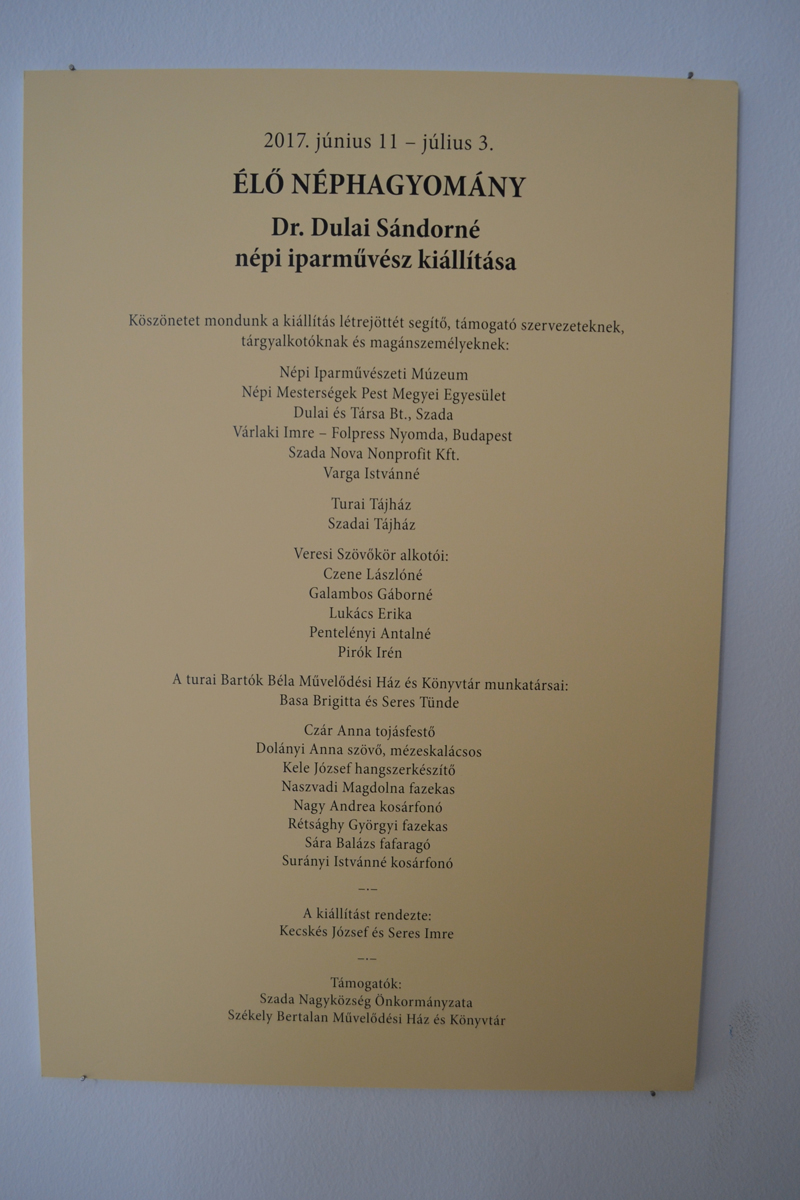 2017. június 11 – július 3.
ÉLŐ NÉPHAGYOMÁNY
Dr. Dulai Sándorné
népi iparművész kiállítása
Köszönetet mondunk a kiállítás létrejöttét segítő, támogató szervezeteknek,
tárgyalkotóknak és magánszemélyeknek:
Népi Iparművészeti Múzeum
Népi Mesterségek Pest Megyei Egyesület
Dulai és Társa Bt., Szada
Várlaki Imre – Folpress Nyomda, Budapest
Szada Nova Nonprofit Kft.
Varga Istvánné
Turai Tájház
Szadai Tájház
Veresi Szövőkör alkotói:
Czene Lászlóné
Galambos Gáborné
Lukács Erika
Pentelényi Antalné
Pirók Irén
A turai Bartók Béla Művelődési Ház és Könyvtár munkatársai:
Basa Brigitta és Seres Tünde
Czár Anna tojásfestő
Dolányi Anna szövő, mézeskalácsos
Kele József hangszerkészítő
Naszvadi Magdolna fazekas
Nagy Andrea kosárfonó
Rétsághy Györgyi fazekas
Sára Balázs fafaragó
Surányi Istvánné kosárfonó
–.–
A kiállítást rendezte:
Kecskés József és Seres Imre
–.–
Támogatók:
Szada Nagyközség Önkormányzata
Székely Bertalan Művelődési Ház és Könyvtár